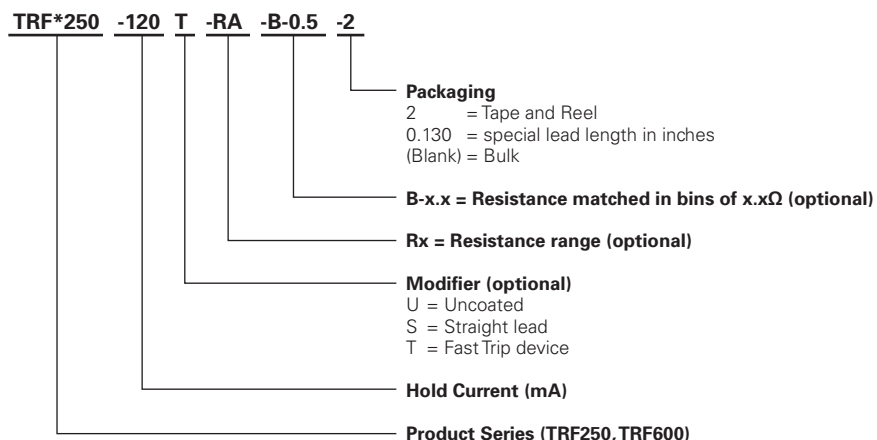 TRF*250 -120 T -RA -B-0.5 -2
Packaging
2 = Tape and Reel
0.130 = special lead length in inches
(Blank) = Bulk
B-x.x = Resistance matched in bins of x.xΩ (optional)
Rx = Resistance range (optional)
Modifier (optional)
U = Uncoated
S = Straight lead
T = Fast Trip device
Hold Current (mA)
Product Series (TRF250, TRF600)